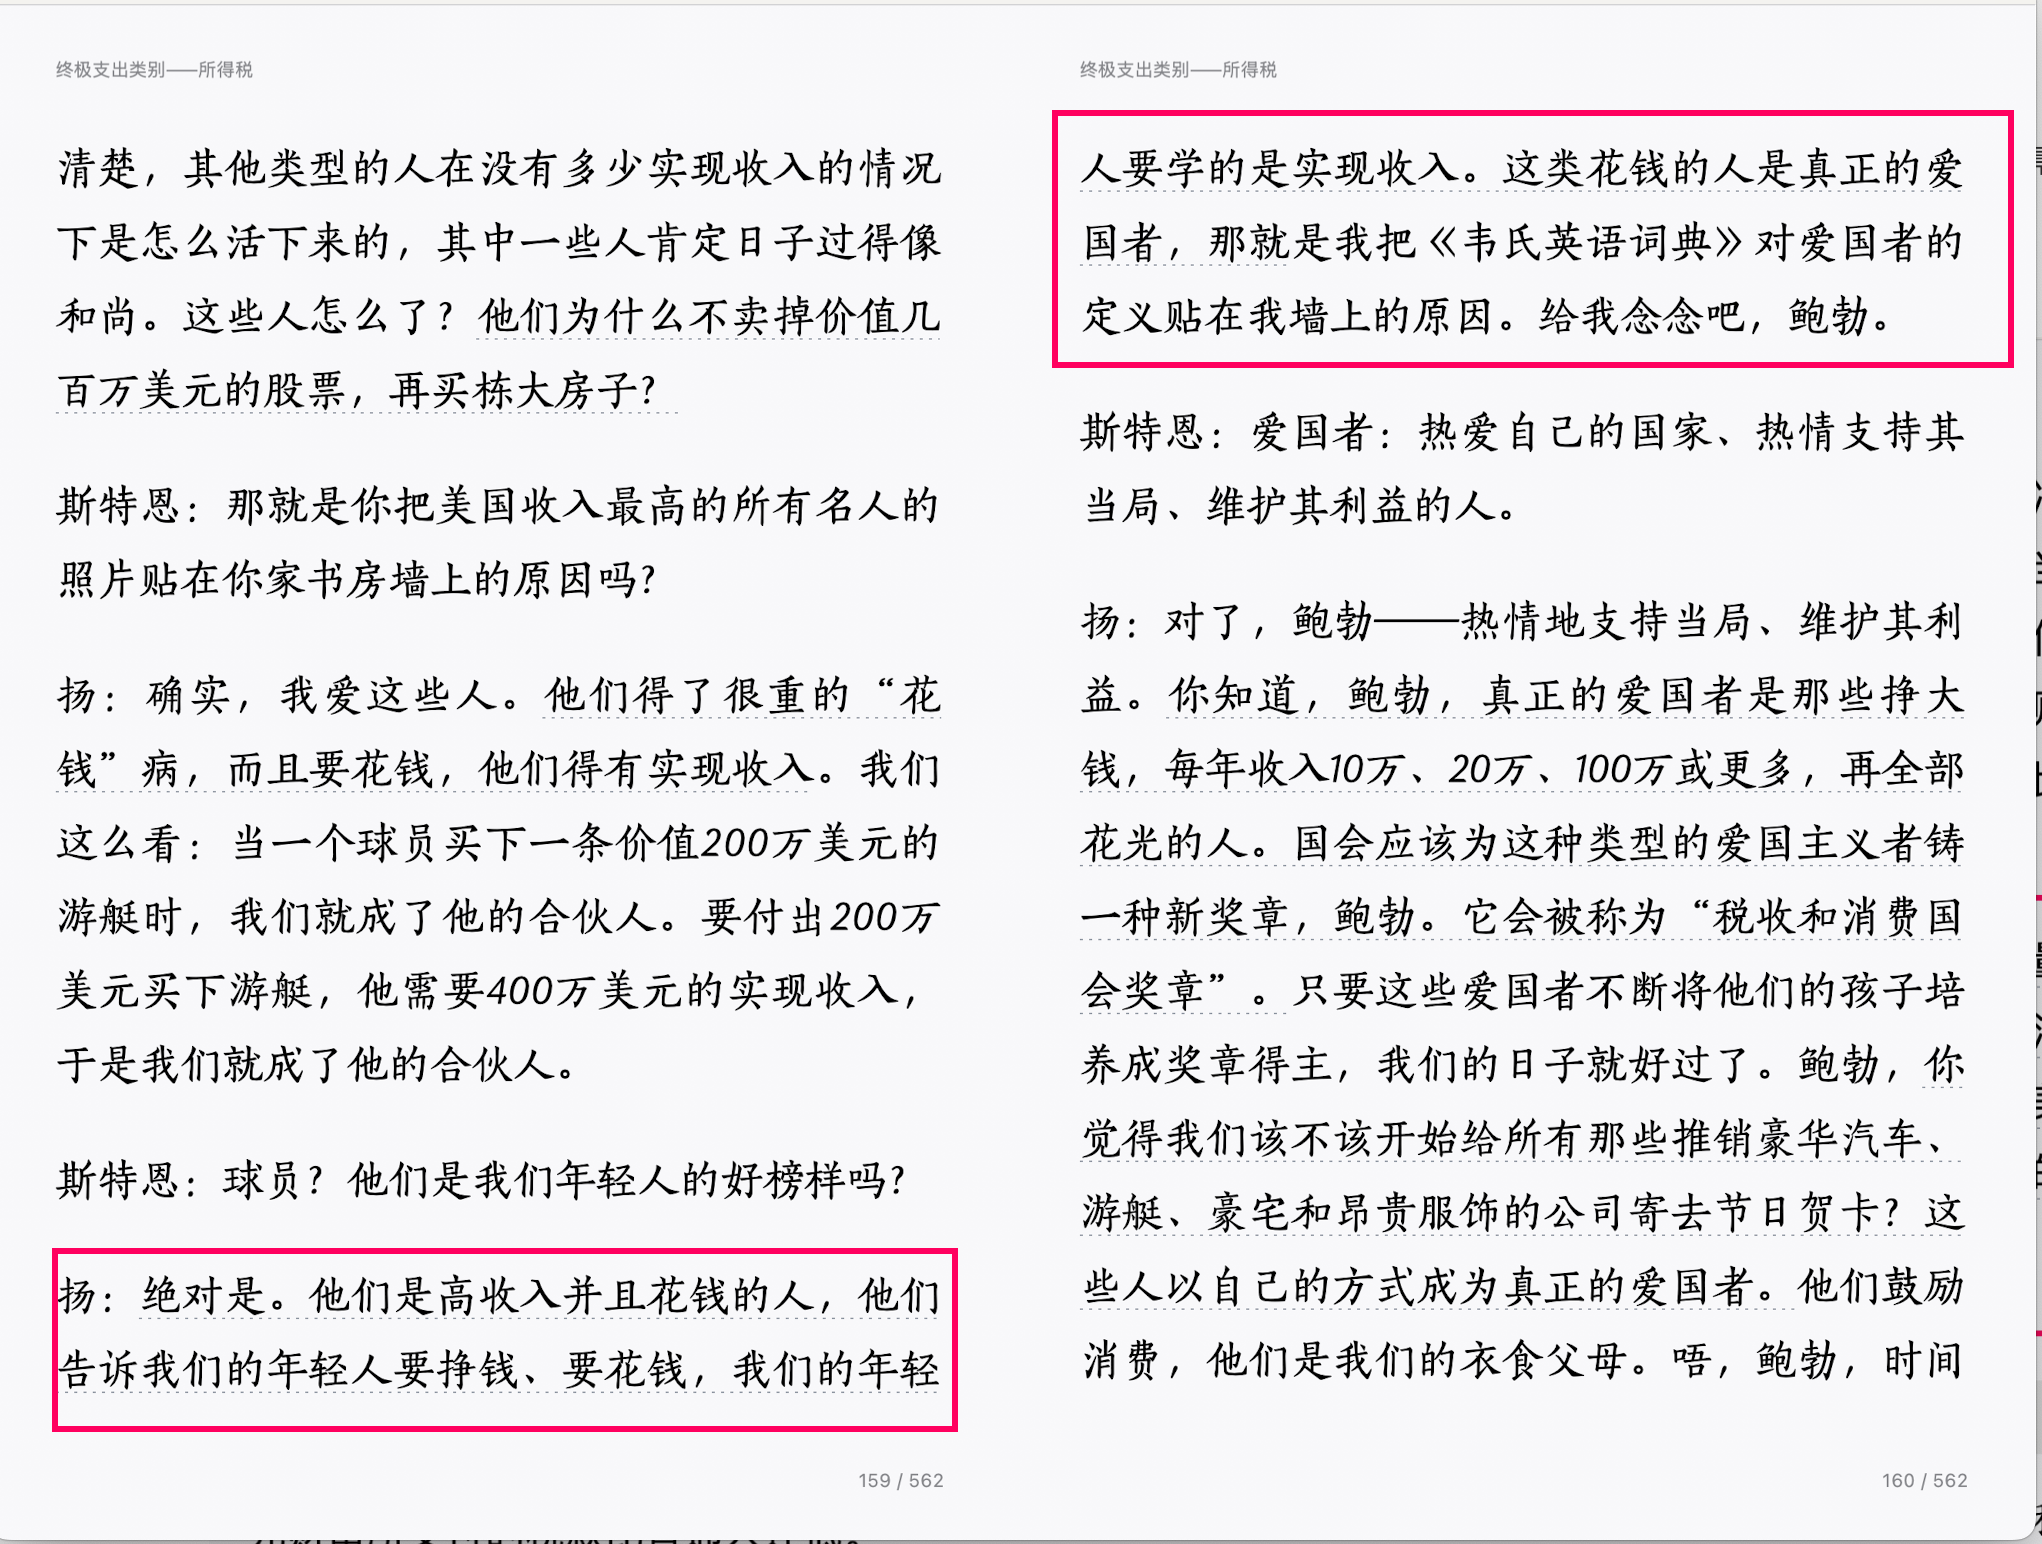 终极支出类别——所得税
清楚，其他类型的人在没有多少实现收入的情况
下是怎么活下来的，其中一些人肯定日子过得像
和尚。这些人怎么了？他们为什么不卖掉价值几
百万美元的股票，再买栋大房子？
斯特恩：那就是你把美国收入最高的所有名人的
照片贴在你家书房墙上的原因吗？
扬：确实，我爱这些人。他们得了很重的“花
钱”病，而且要花钱，他们得有实现收入。我们
这么看：当一个球员买下一条价值200万美元的
游艇时，我们就成了他的合伙人。要付出200万
美元买下游艇，他需要400万美元的实现收入，
于是我们就成了他的合伙人。
斯特恩：球员？他们是我们年轻人的好榜样吗？
扬：绝对是。他们是高收入并且花钱的人，他们
告诉我们的年轻人要挣钱、要花钱，我们的年轻
159 / 562
终极支出类别——所得税
人要学的是实现收入。这类花钱的人是真正的爱
国者，那就是我把《韦氏英语词典》对爱国者的
定义贴在我墙上的原因。给我念念吧，鲍勃。
斯特恩：爱国者：热爱自己的国家、热情支持其
当局、维护其利益的人。
扬：对了，鲍勃——热情地支持当局、维护其利
益。你知道，鲍勃，真正的爱国者是那些挣大
钱，每年收入10万、20万、100万或更多，再全部
花光的人。国会应该为这种类型的爱国主义者铸
一种新奖章，鲍勃。它会被称为“税收和消费国
会奖章”。只要这些爱国者不断将他们的孩子培
养成奖章得主，我们的日子就好过了。鲍勃，你
觉得我们该不该开始给所有那些推销豪华汽车、
游艇、豪宅和昂贵服饰的公司寄去节日贺卡？这
些人以自己的方式成为真正的爱国者。他们鼓励
消费，他们是我们的衣食父母。唔，鲍勃，时间
160 / 562